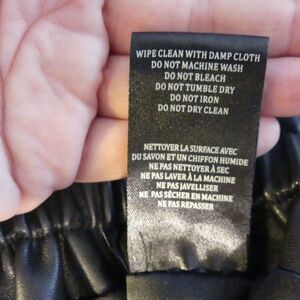 WIPE CLEAN WITH DAMP CLOTH
DO NOT MACHINE WASH
DO NOT BLEACH
DO NOT TUMBLE DRY
DO NOT IRON
DO NOT DRY CLEAN
NETTOYER LA SURFACE AVEC
DU SAVON ET UN CHIFFON HUMIDE
NE PAS NETTOYER À SEC
NE PAS LAVER À LA MACHINE
NE PAS JAVELLISER
NE PAS SÉCHER EN MACHINE
NE PAS REPASSER